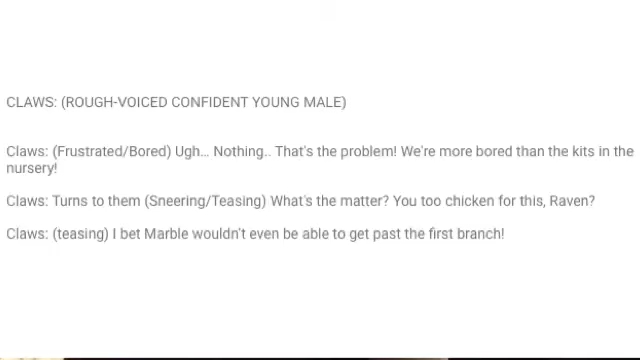 CLAWS: (ROUGH-VOICED CONFIDENT YOUNG MALE)
Claws: (Frustrated/Bored) Ugh... Nothing.. That's the problem! We're more bored than the kits in the
nursery!
Claws: Turns to them (Sneering/Teasing) What's the matter? You too chicken for this, Raven?
Claws: (teasing) I bet Marble wouldn't even be able to get past the first branch!